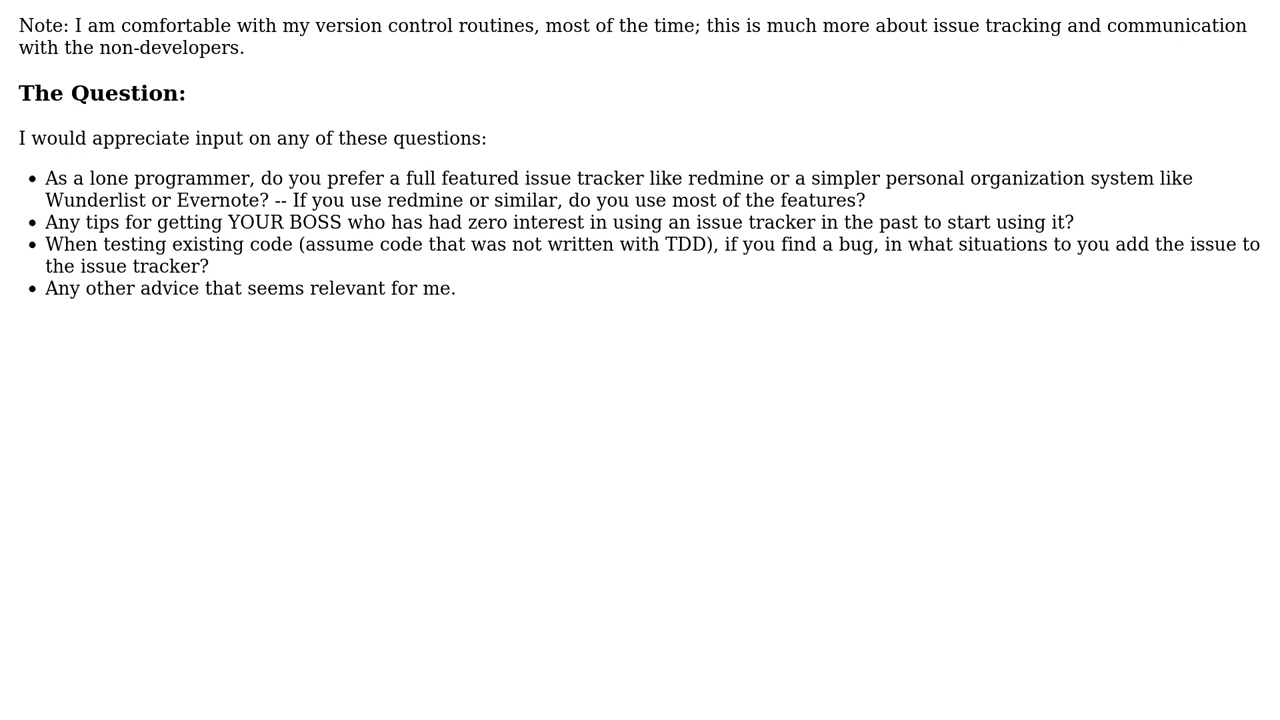 Note: I am comfortable with my version control routines, most of the time; this is much more about issue tracking and communication
with the non-developers.
The Question:
I would appreciate input on any of these questions:
• As a lone programmer, do you prefer a full featured issue tracker like redmine or a simpler personal organization system like
Wunderlist or Evernote? -- If you use redmine or similar, do you use most of the features?
• Any tips for getting YOUR BOSS who has had zero interest in using an issue tracker in the past to start using it?
• When testing existing code (assume code that was not written with TDD), if you find a bug, in what situations to you add the issue to
the issue tracker?
• Any other advice that seems relevant for me.